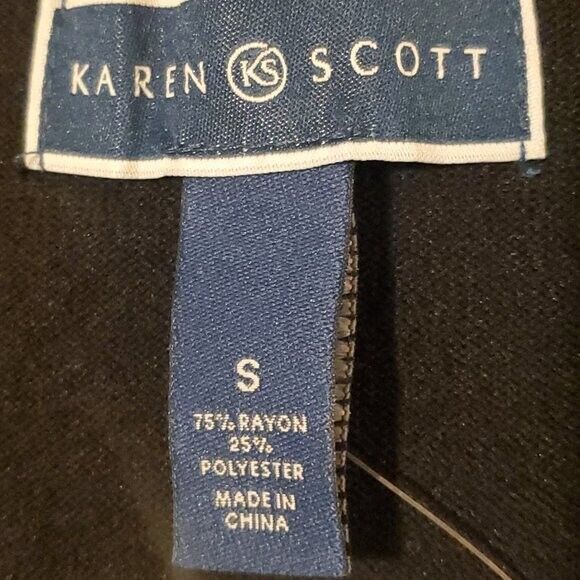 KAREN KS SCOTT
S
75% RAYON
25%
POLYESTER
MADE IN
CHINA